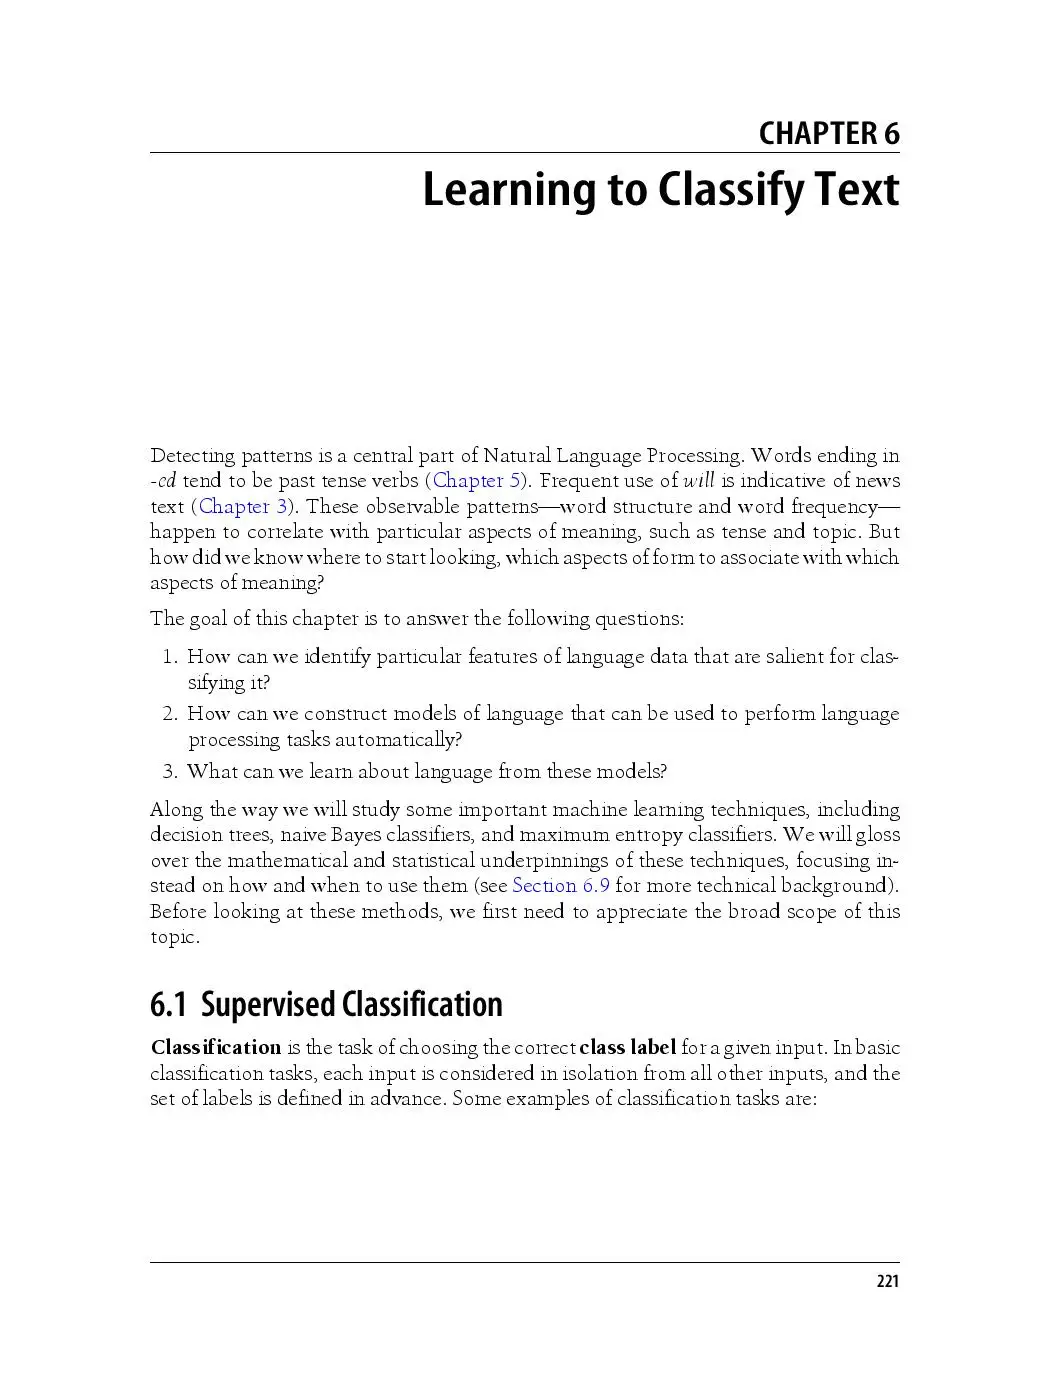 CHAPTER 6
Learning to Classify Text
Detecting patterns is a central part of Natural Language Processing. Words ending in
-ed tend to be past tense verbs (Chapter 5). Frequent use of will is indicative of news
text (Chapter 3). These observable patterns—word structure and word frequency—
happen to correlate with particular aspects of meaning, such as tense and topic. But
how did we know where to start looking, which aspects of form to associate with which
aspects of meaning?
The goal of this chapter is to answer the following questions:
1. How can we identify particular features of language data that are salient for clas-
sifying it?
2. How can we construct models of language that can be used to perform language
processing tasks automatically?
3. What can we learn about language from these models?
Along the way we will study some important machine learning techniques, including
decision trees, naive Bayes classifiers, and maximum entropy classifiers. We will gloss
over the mathematical and statistical underpinnings of these techniques, focusing in-
stead on how and when to use them (see Section 6.9 for more technical background).
Before looking at these methods, we first need to appreciate the broad scope of this
topic.
6.1 Supervised Classification
Classification is the task of choosing the correct class label for a given input. In basic
classification tasks, each input is considered in isolation from all other inputs, and the
set of labels is defined in advance. Some examples of classification tasks are:
221